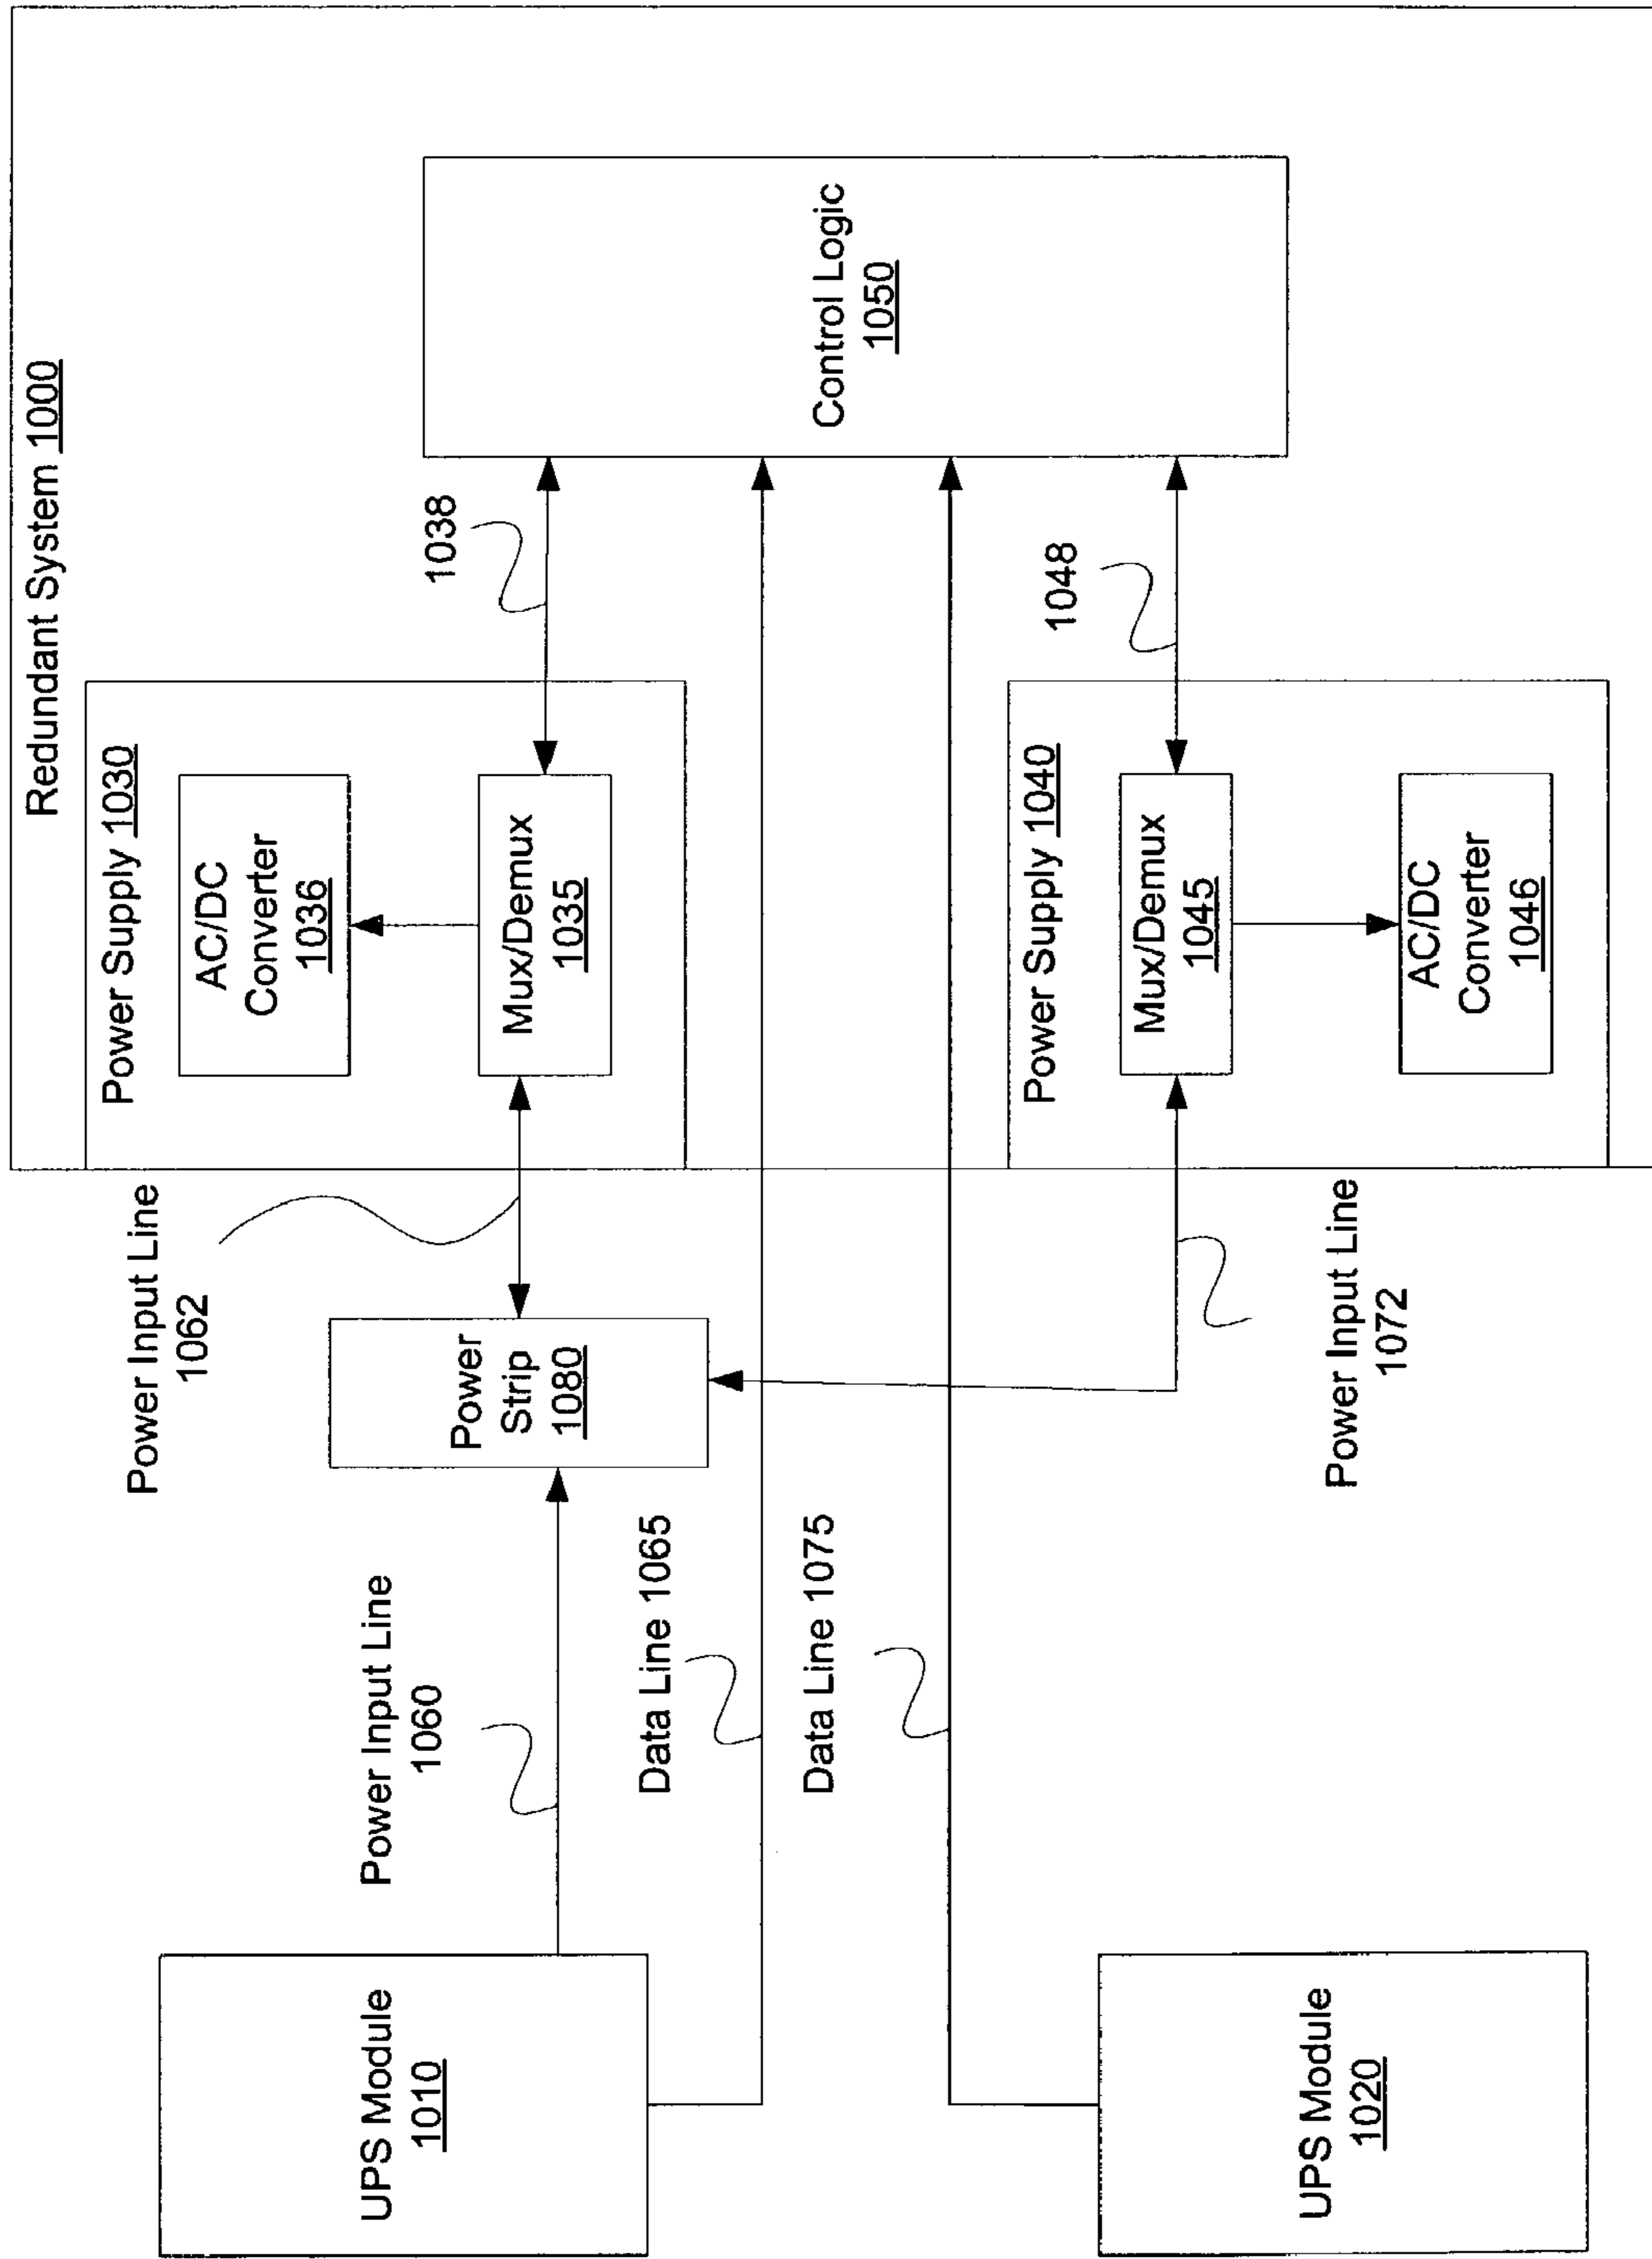 Redundant System 1000
Power Supply 1030
AC/DC
Converter
1036
Mux/Demux
1035
1038
Control Logic
1050
1048
Power Supply 1040
Mux/Demux
1045
AC/DC
Converter
1046
Power Input Line
1062
Power
Strip
1080
Power Input Line
1072
Power Input Line
1060
Data Line 1065
Data Line 1075
UPS Module
1010
UPS Module
1020